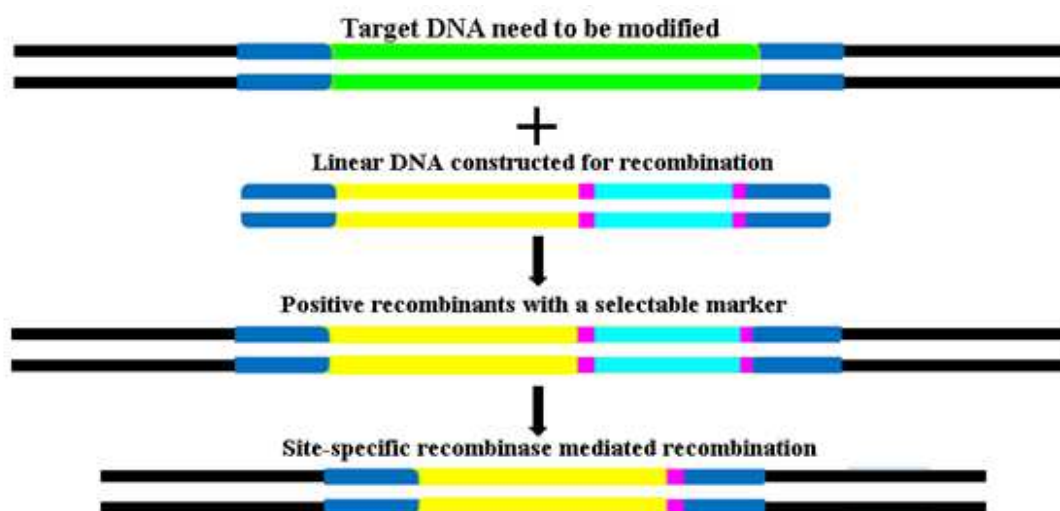 Target DNA need to be modified
Linear DNA constructed for recombination
Positive recombinants with a selectable marker
Site-specific recombinase mediated recombination